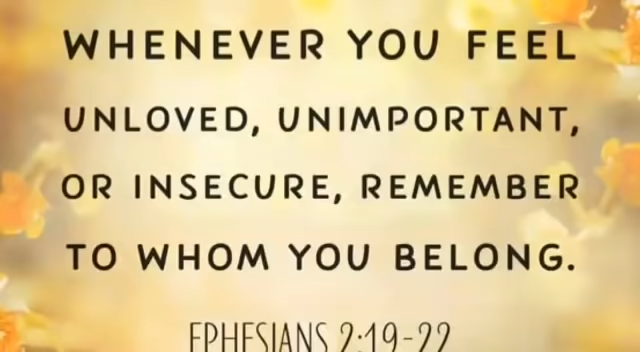 WHENEVER YOU FEEL
UNLOVED, UNIMPORTANT,
OR INSECURE, REMEMBER
TO WHOM YOU BELONG.
EPHESIANS 2:19-22